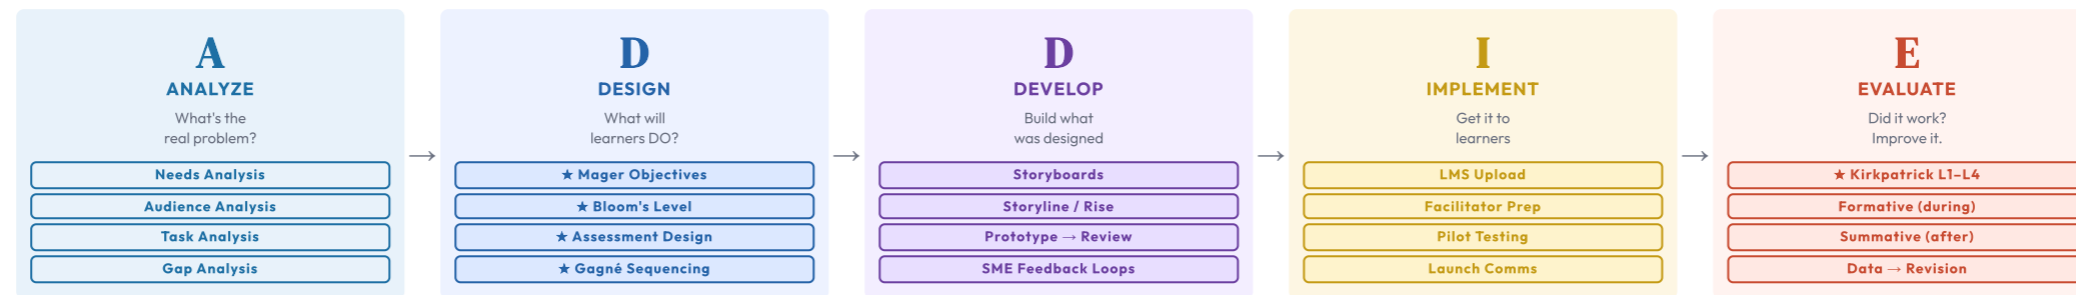 A
ANALYZE
What's the
real problem?
Needs Analysis
Audience Analysis
Task Analysis
Gap Analysis
→
D
DESIGN
What will
learners DO?
★ Mager Objectives
★ Bloom's Level
★ Assessment Design
★ Gagné Sequencing
→
D
DEVELOP
Build what
was designed
Storyboards
Storyline / Rise
Prototype → Review
SME Feedback Loops
→
I
IMPLEMENT
Get it to
learners
LMS Upload
Facilitator Prep
Pilot Testing
Launch Comms
→
E
EVALUATE
Did it work?
Improve it.
★ Kirkpatrick L1–L4
Formative (during)
Summative (after)
Data → Revision